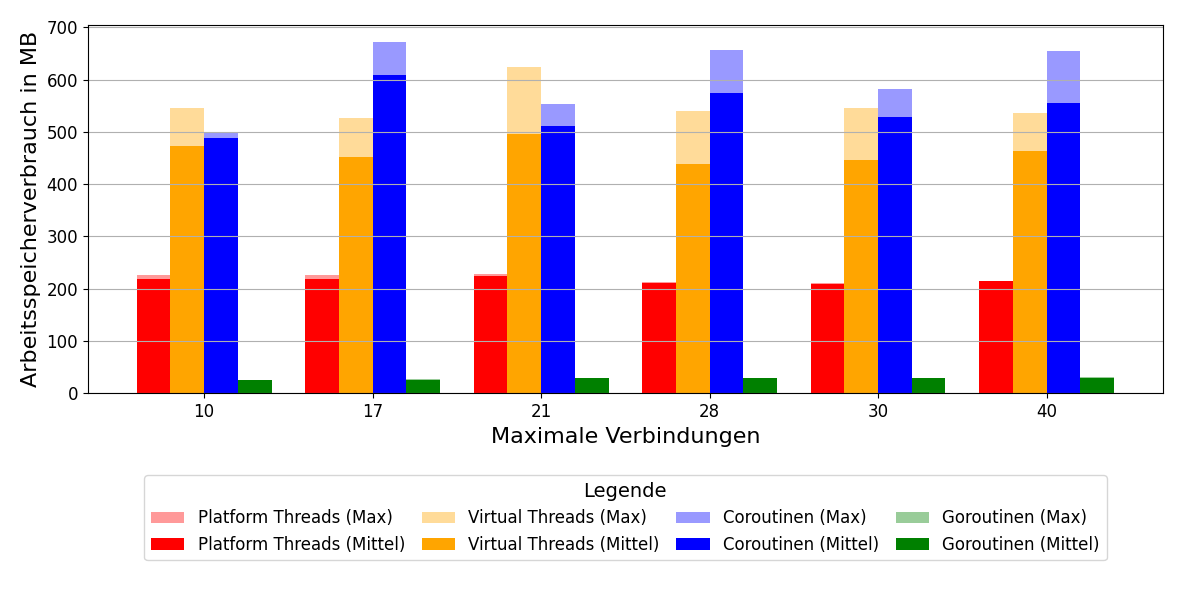 Arbeitsspeicherverbrauch in MB
700
600
500
400
300
200
100
0
10 17 21 28 30 40
Maximale Verbindungen
Legende
Platform Threads (Max) Virtual Threads (Max) Coroutinen (Max) Goroutinen (Max)
Platform Threads (Mittel) Virtual Threads (Mittel) Coroutinen (Mittel) Goroutinen (Mittel)